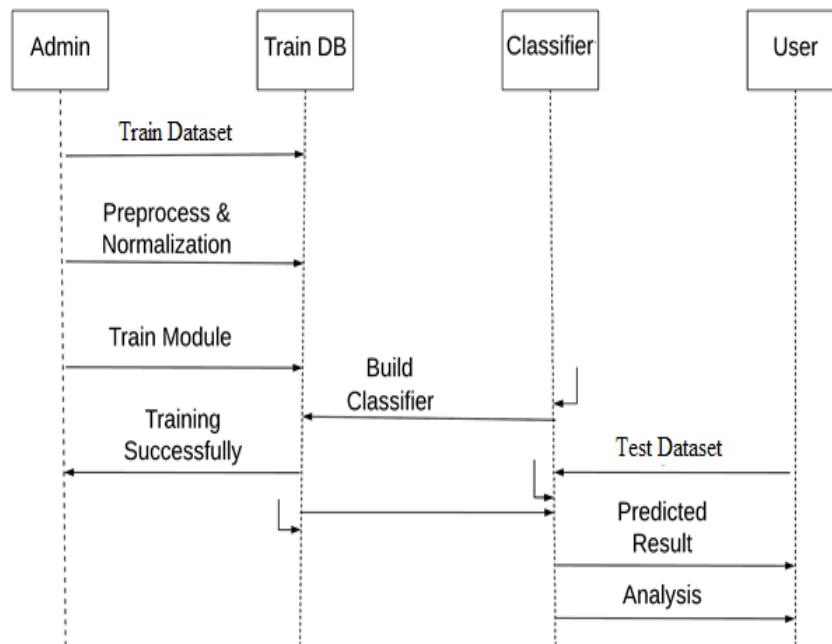 Admin
Train DB
Classifier
User
Train Dataset
Preprocess &
Normalization
Train Module
Build
Classifier
Training
Successfully
Test Dataset
Predicted
Result
Analysis